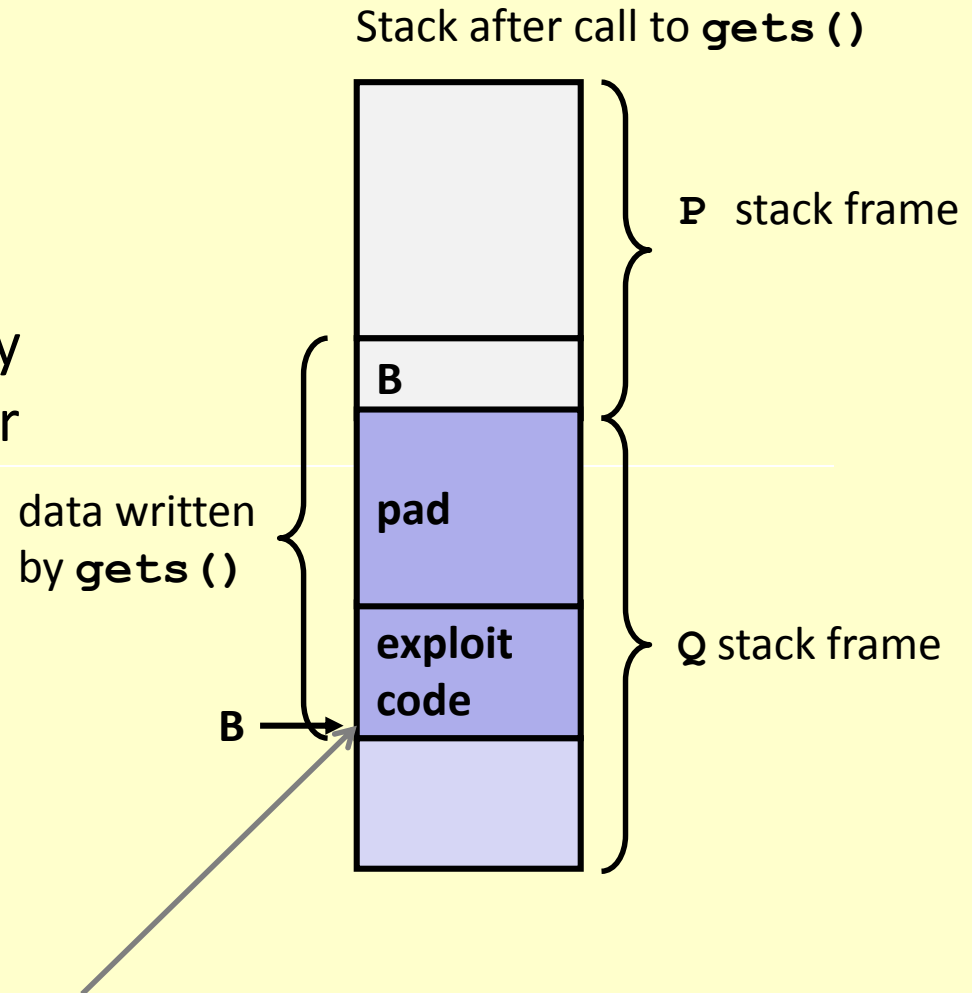 Stack after call to gets()
P stack frame
y
r
B
data written
by gets()
pad
exploit
code
Q stack frame
B